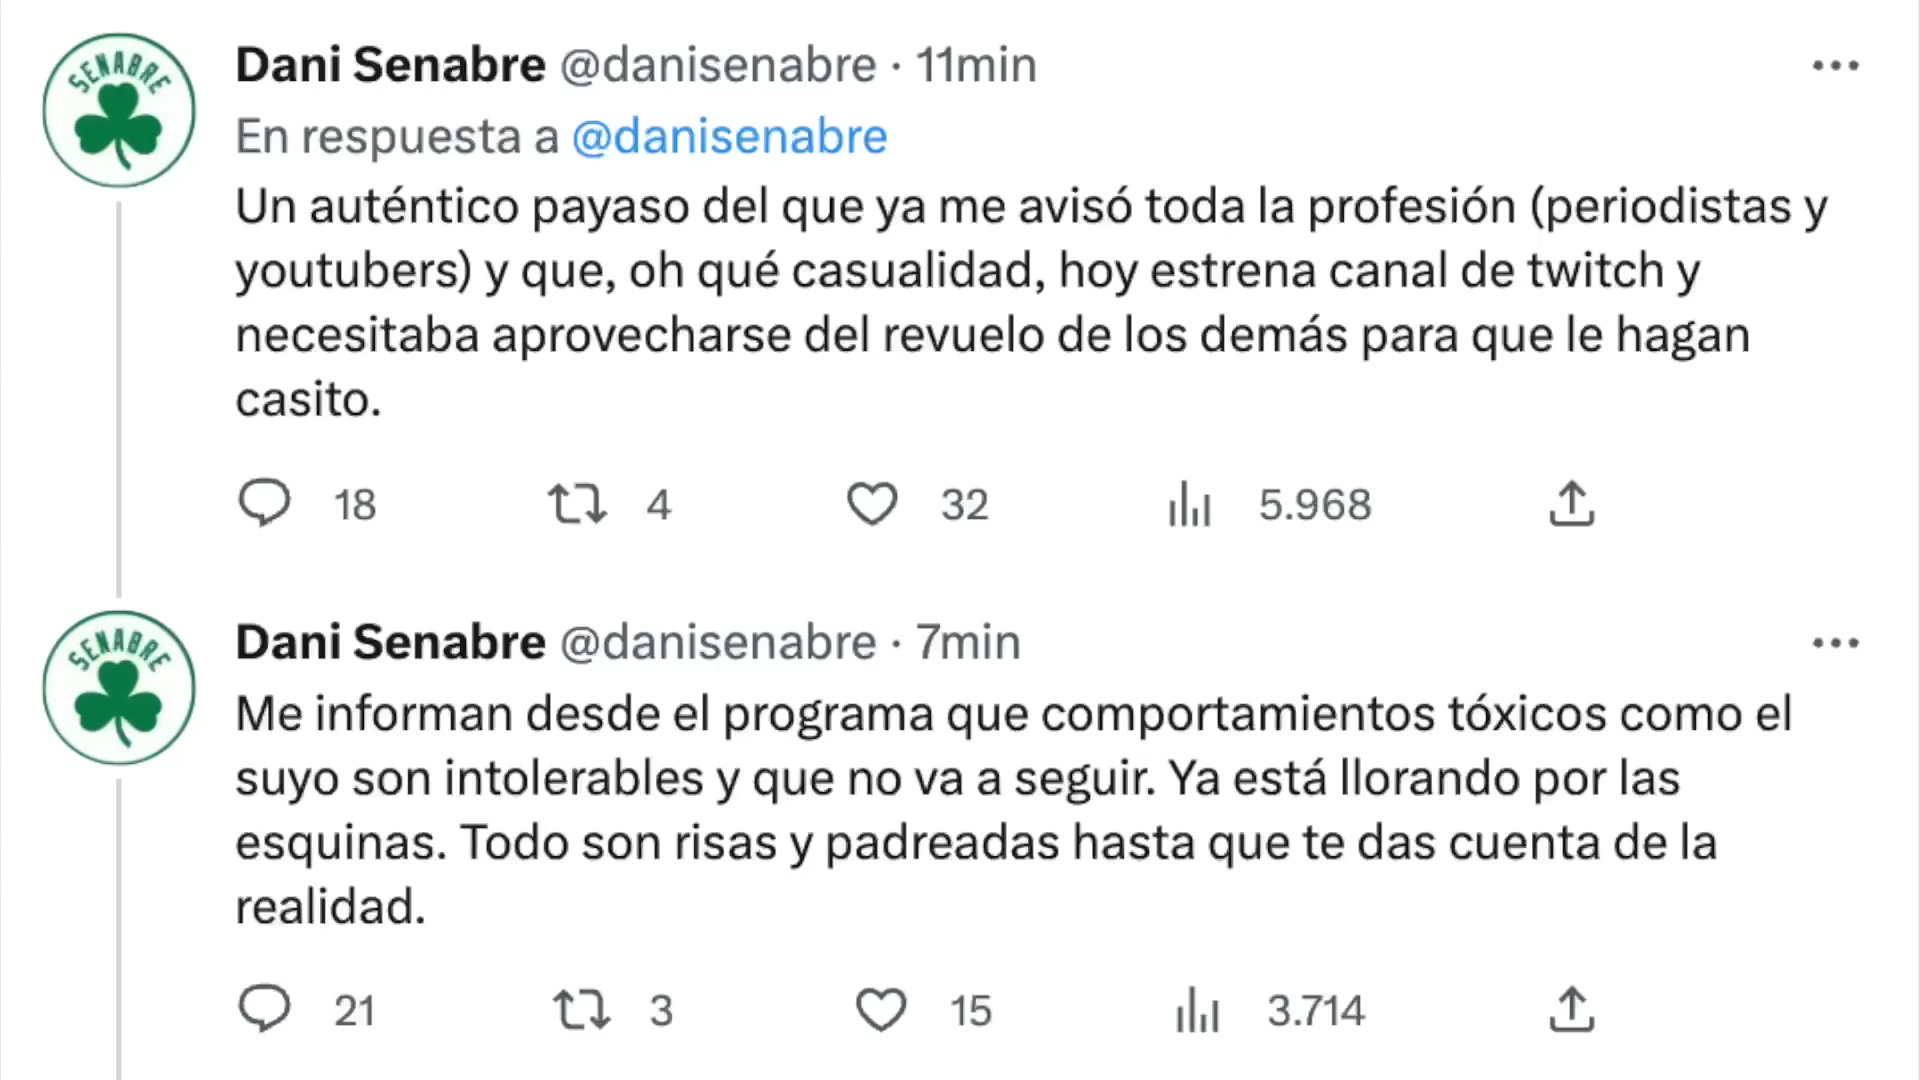 SENABRE
Dani Senabre @danisenabre · 11min
En respuesta a @danisenabre
Un auténtico payaso del que ya me avisó toda la profesión (periodistas y
youtubers) y que, oh qué casualidad, hoy estrena canal de twitch y
necesitaba aprovecharse del revuelo de los demás para que le hagan
casito.
18 4 32 5.968
SENABRE
Dani Senabre @danisenabre · 7min
Me informan desde el programa que comportamientos tóxicos como el
suyo son intolerables y que no va a seguir. Ya está llorando por las
esquinas. Todo son risas y padreadas hasta que te das cuenta de la
realidad.
21 3 15 3.714